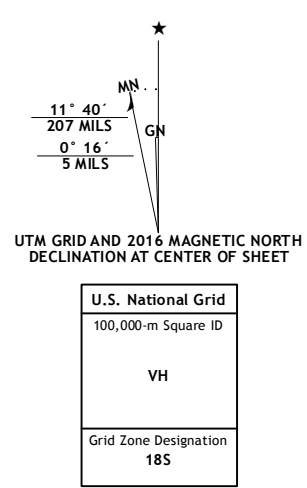 ★
MN
11° 40´
207 MILS
GN
0° 16´
5 MILS
UTM GRID AND 2016 MAGNETIC NORTH
DECLINATION AT CENTER OF SHEET
U.S. National Grid
100,000-m Square ID
VH
Grid Zone Designation
18S